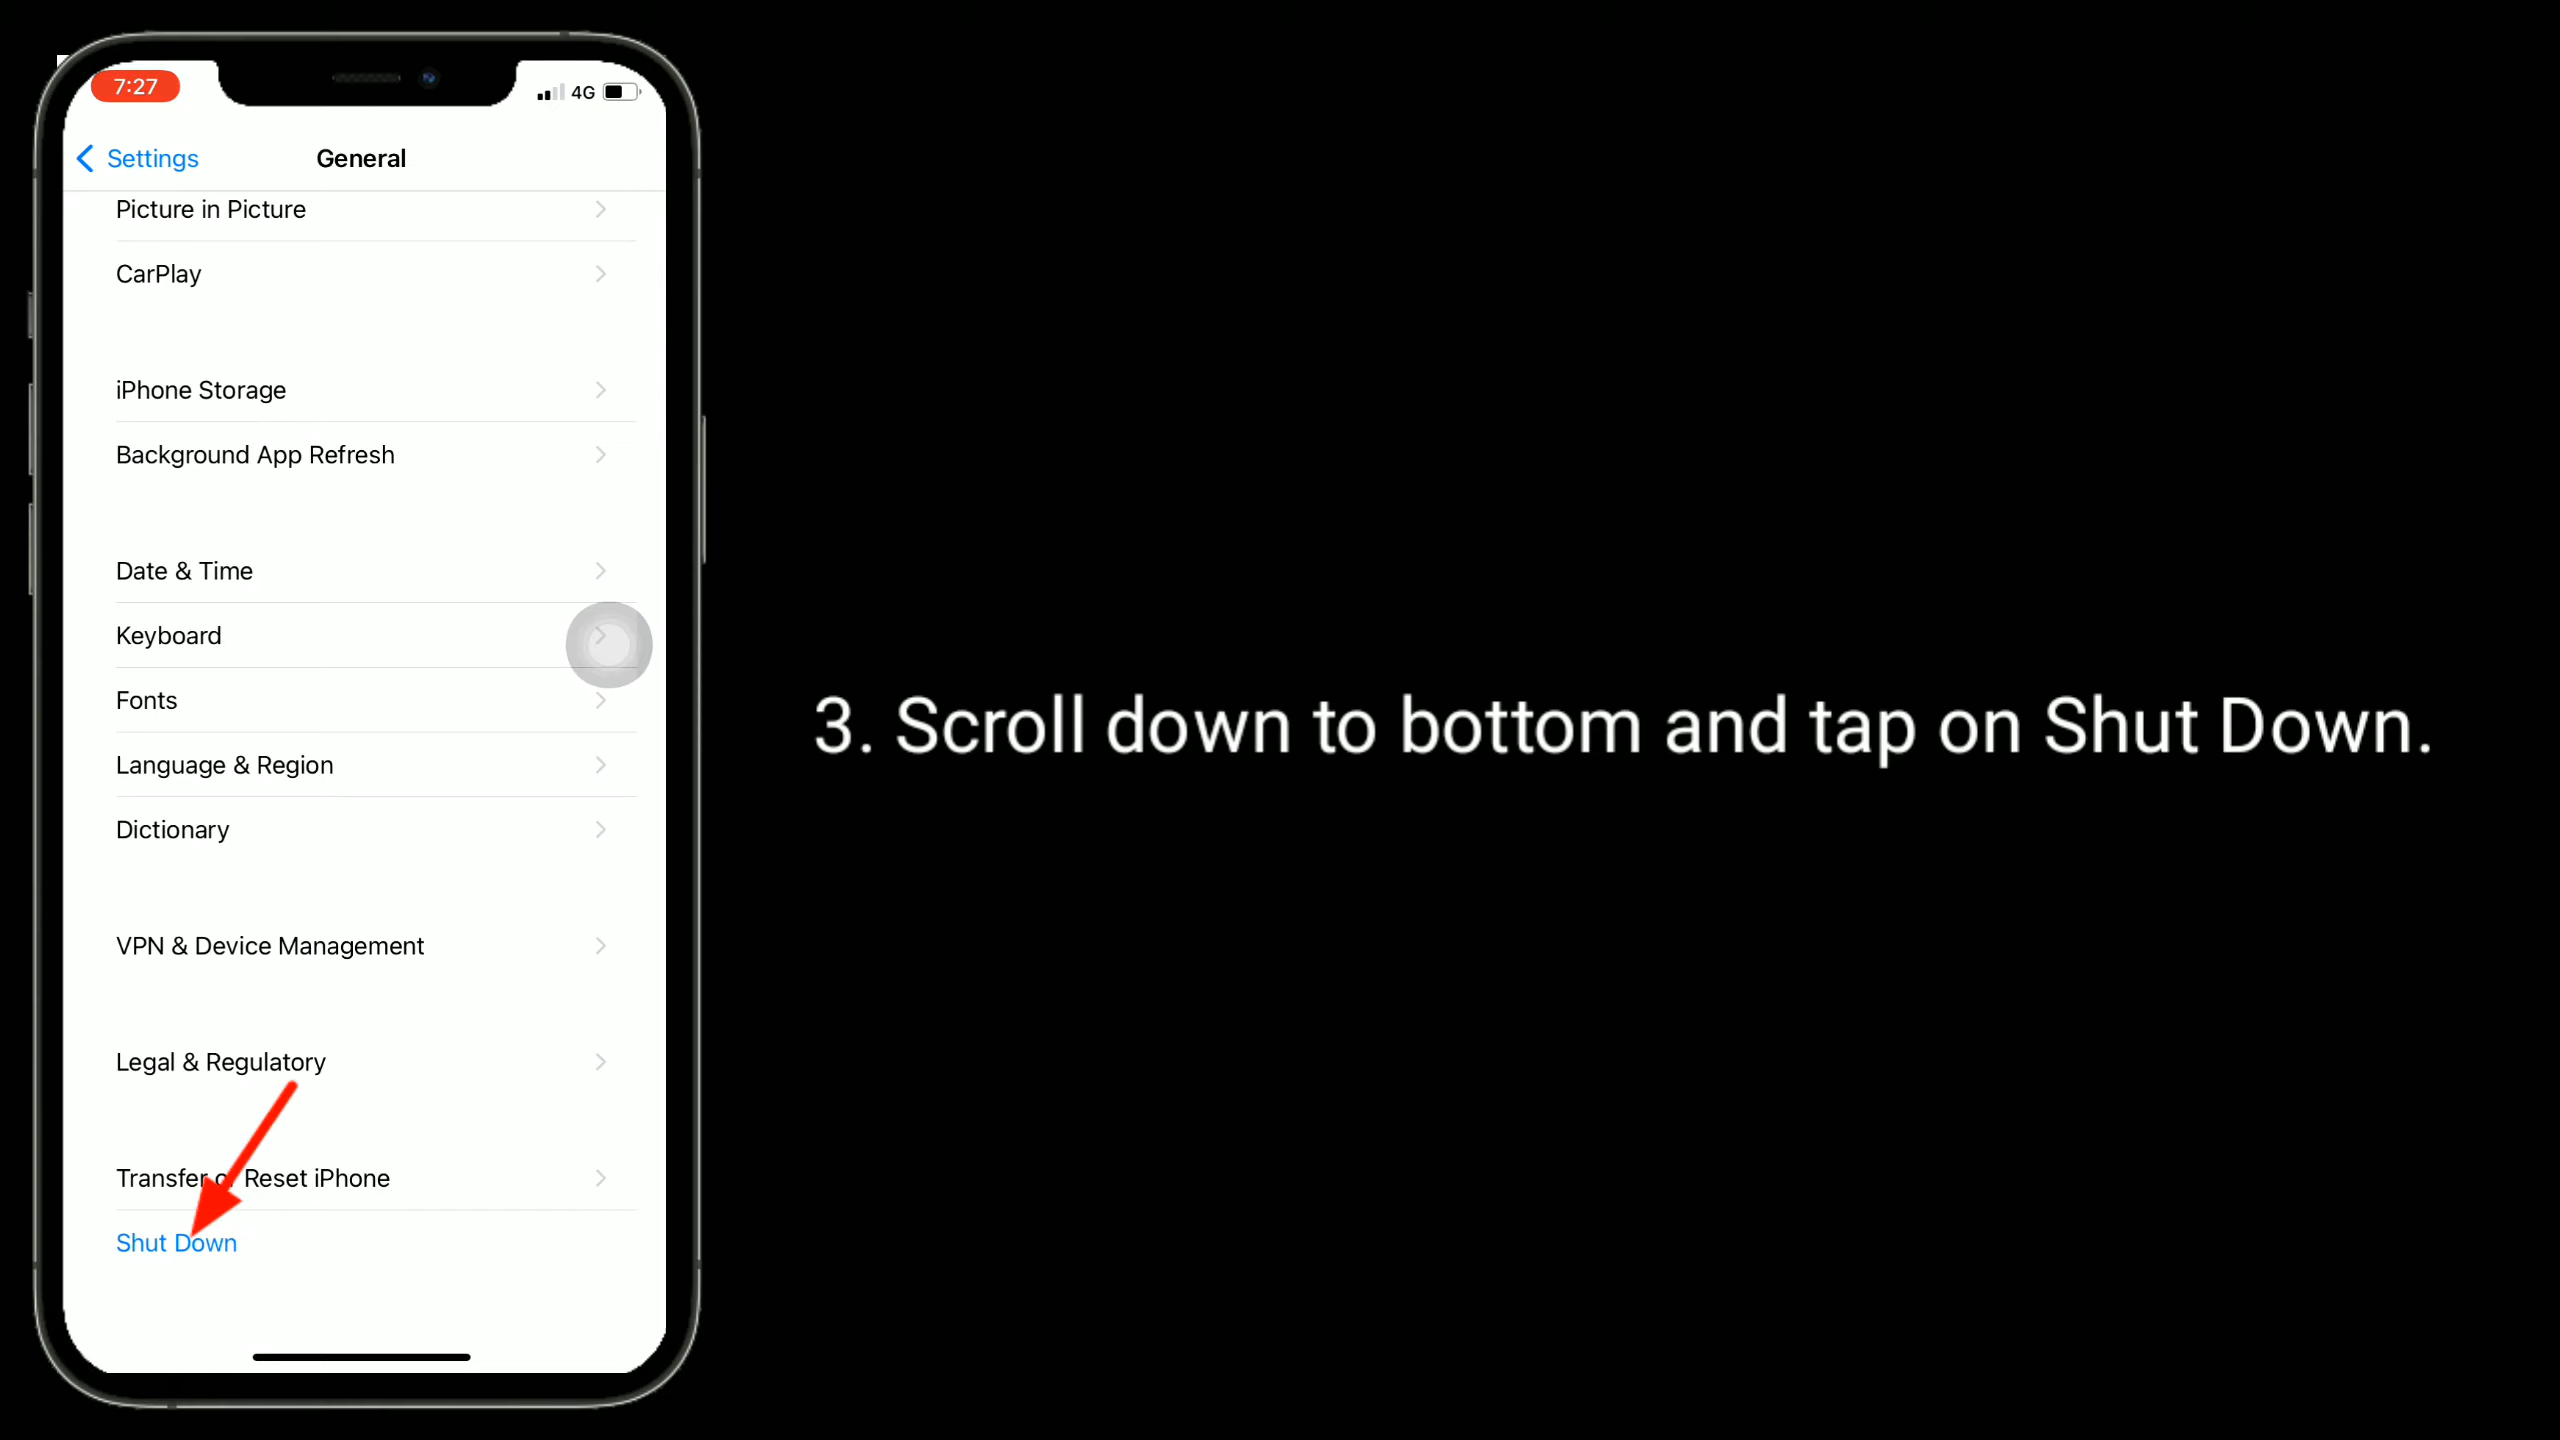 7:27
4G
Settings
General
Picture in Picture
CarPlay
iPhone Storage
Background App Refresh
Date & Time
Keyboard
Fonts
Language & Region
Dictionary
VPN & Device Management
Legal & Regulatory
Transfer or Reset iPhone
Shut Down
3. Scroll down to bottom and tap on Shut Down.